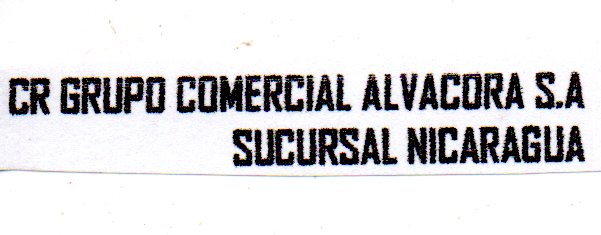 CR GRUPO COMERCIAL ALVACORA S.A
SUCURSAL NICARAGUA